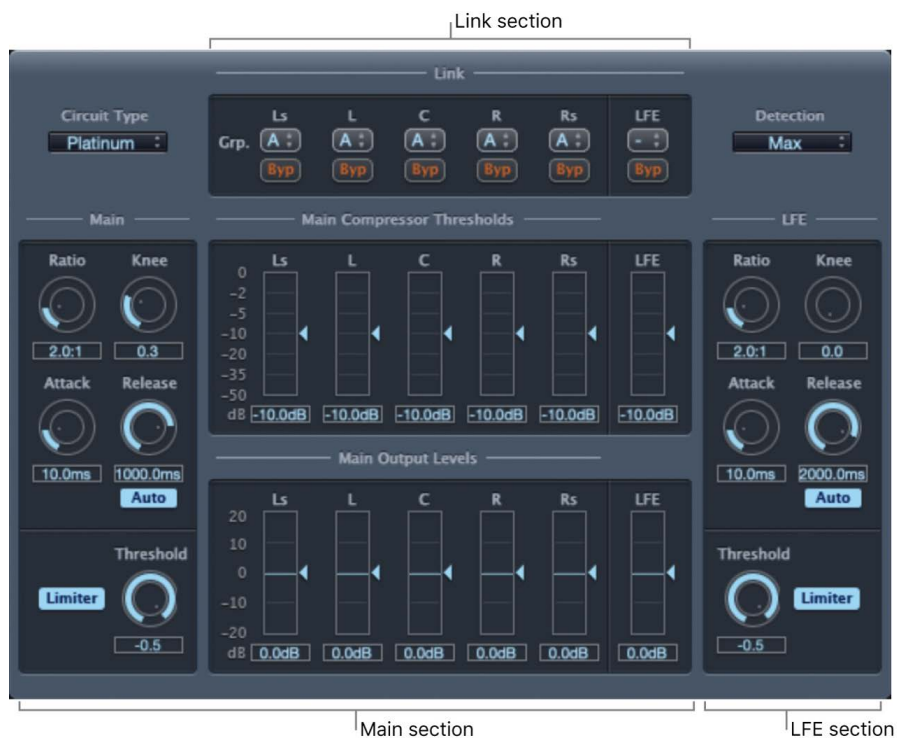 Link section
Link
Circuit Type
Platinum
Ls L C R Rs LFE
Grp. A A A A A -
Byp Byp Byp Byp Byp Byp
Detection
Max
Main
Ratio Knee
2.0:1 0.3
Attack Release
10.0ms 1000.0ms
Auto
Threshold
Limiter
-0.5
Main Compressor Thresholds
Ls L C R Rs LFE
0
-2
-5
-10
-20
-35
-50
dB -10.0dB -10.0dB -10.0dB -10.0dB -10.0dB -10.0dB
Main Output Levels
Ls L C R Rs LFE
20
10
0
-10
-20
dB 0.0dB 0.0dB 0.0dB 0.0dB 0.0dB 0.0dB
LFE
Ratio Knee
2.0:1 0.0
Attack Release
10.0ms 2000.0ms
Auto
Threshold
Limiter
-0.5
Main section
LFE section